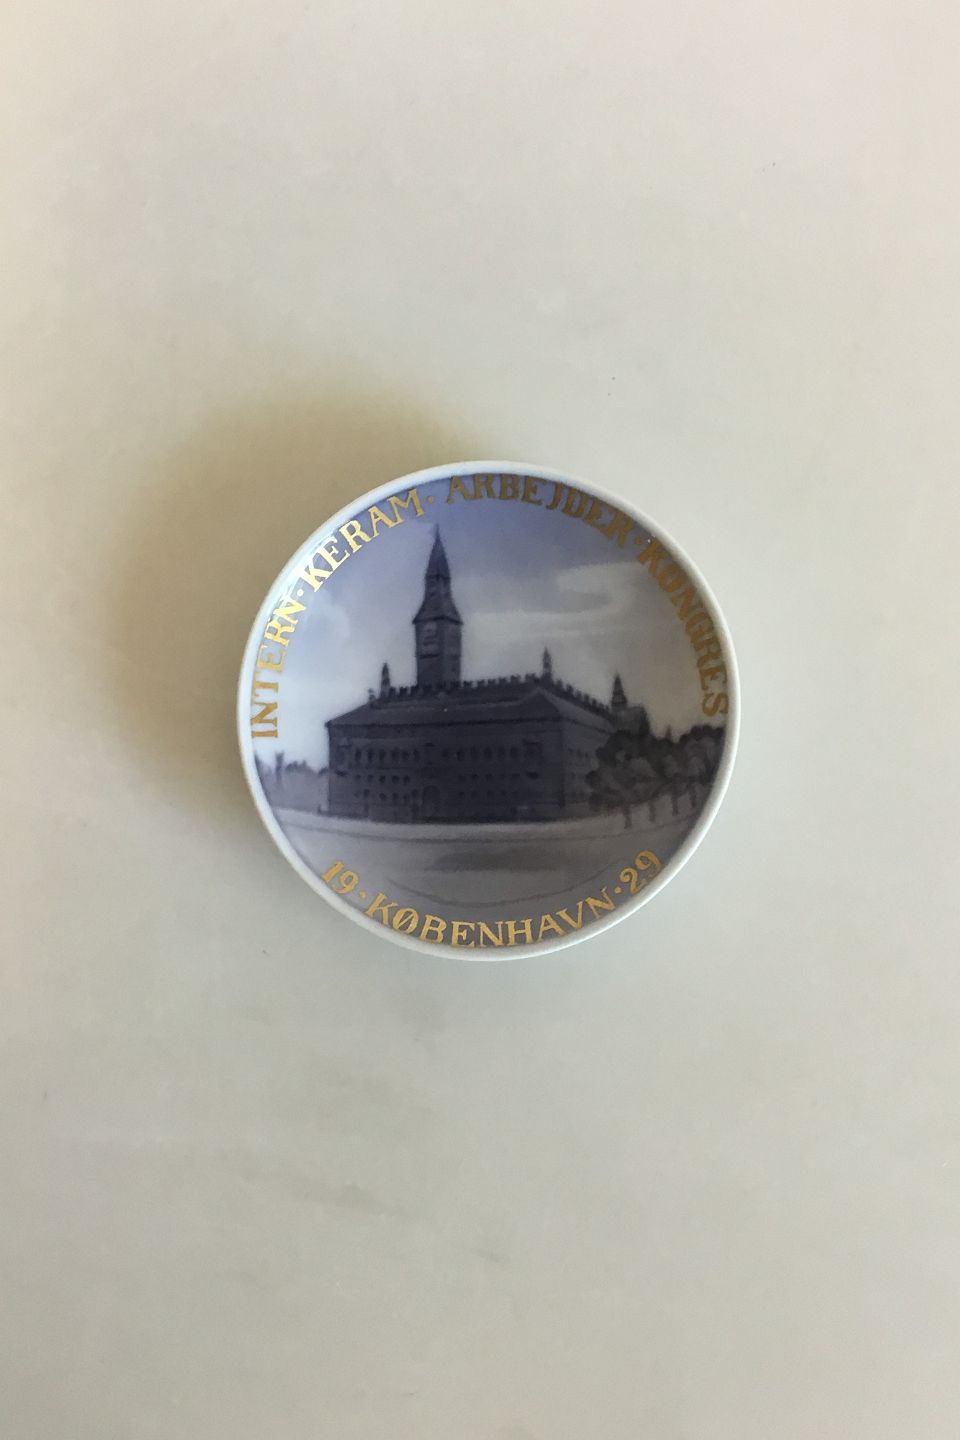 INTERN · KERAM · ARBEJDER · KONGRES
19 · KØBENHAVN · 29